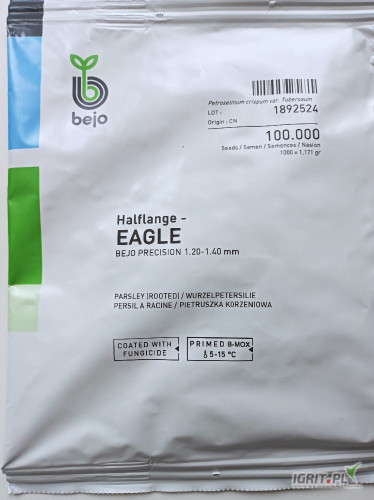 bejo
Petroselinum crispum var. Tuberosum
LOT : 1892524
Origin : CN
100.000
Seeds / Samen / Semences / Nasion
1000 = 1,171 gr
Halflange -
EAGLE
BEJO PRECISION 1.20-1.40 mm
PARSLEY (ROOTED) / WURZELPETERSILIE
PERSIL A RACINE / PIETRUSZKA KORZENIOWA
COATED WITH
FUNGICIDE
PRIMED B-MOX
5-15 °C
IGRIT.PL